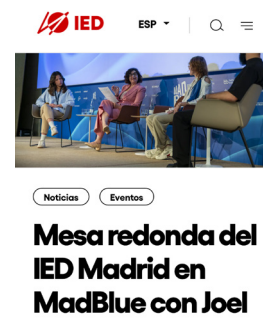 IED
ESP
Noticias
Eventos
Mesa redonda del
IED Madrid en
MadBlue con Joel